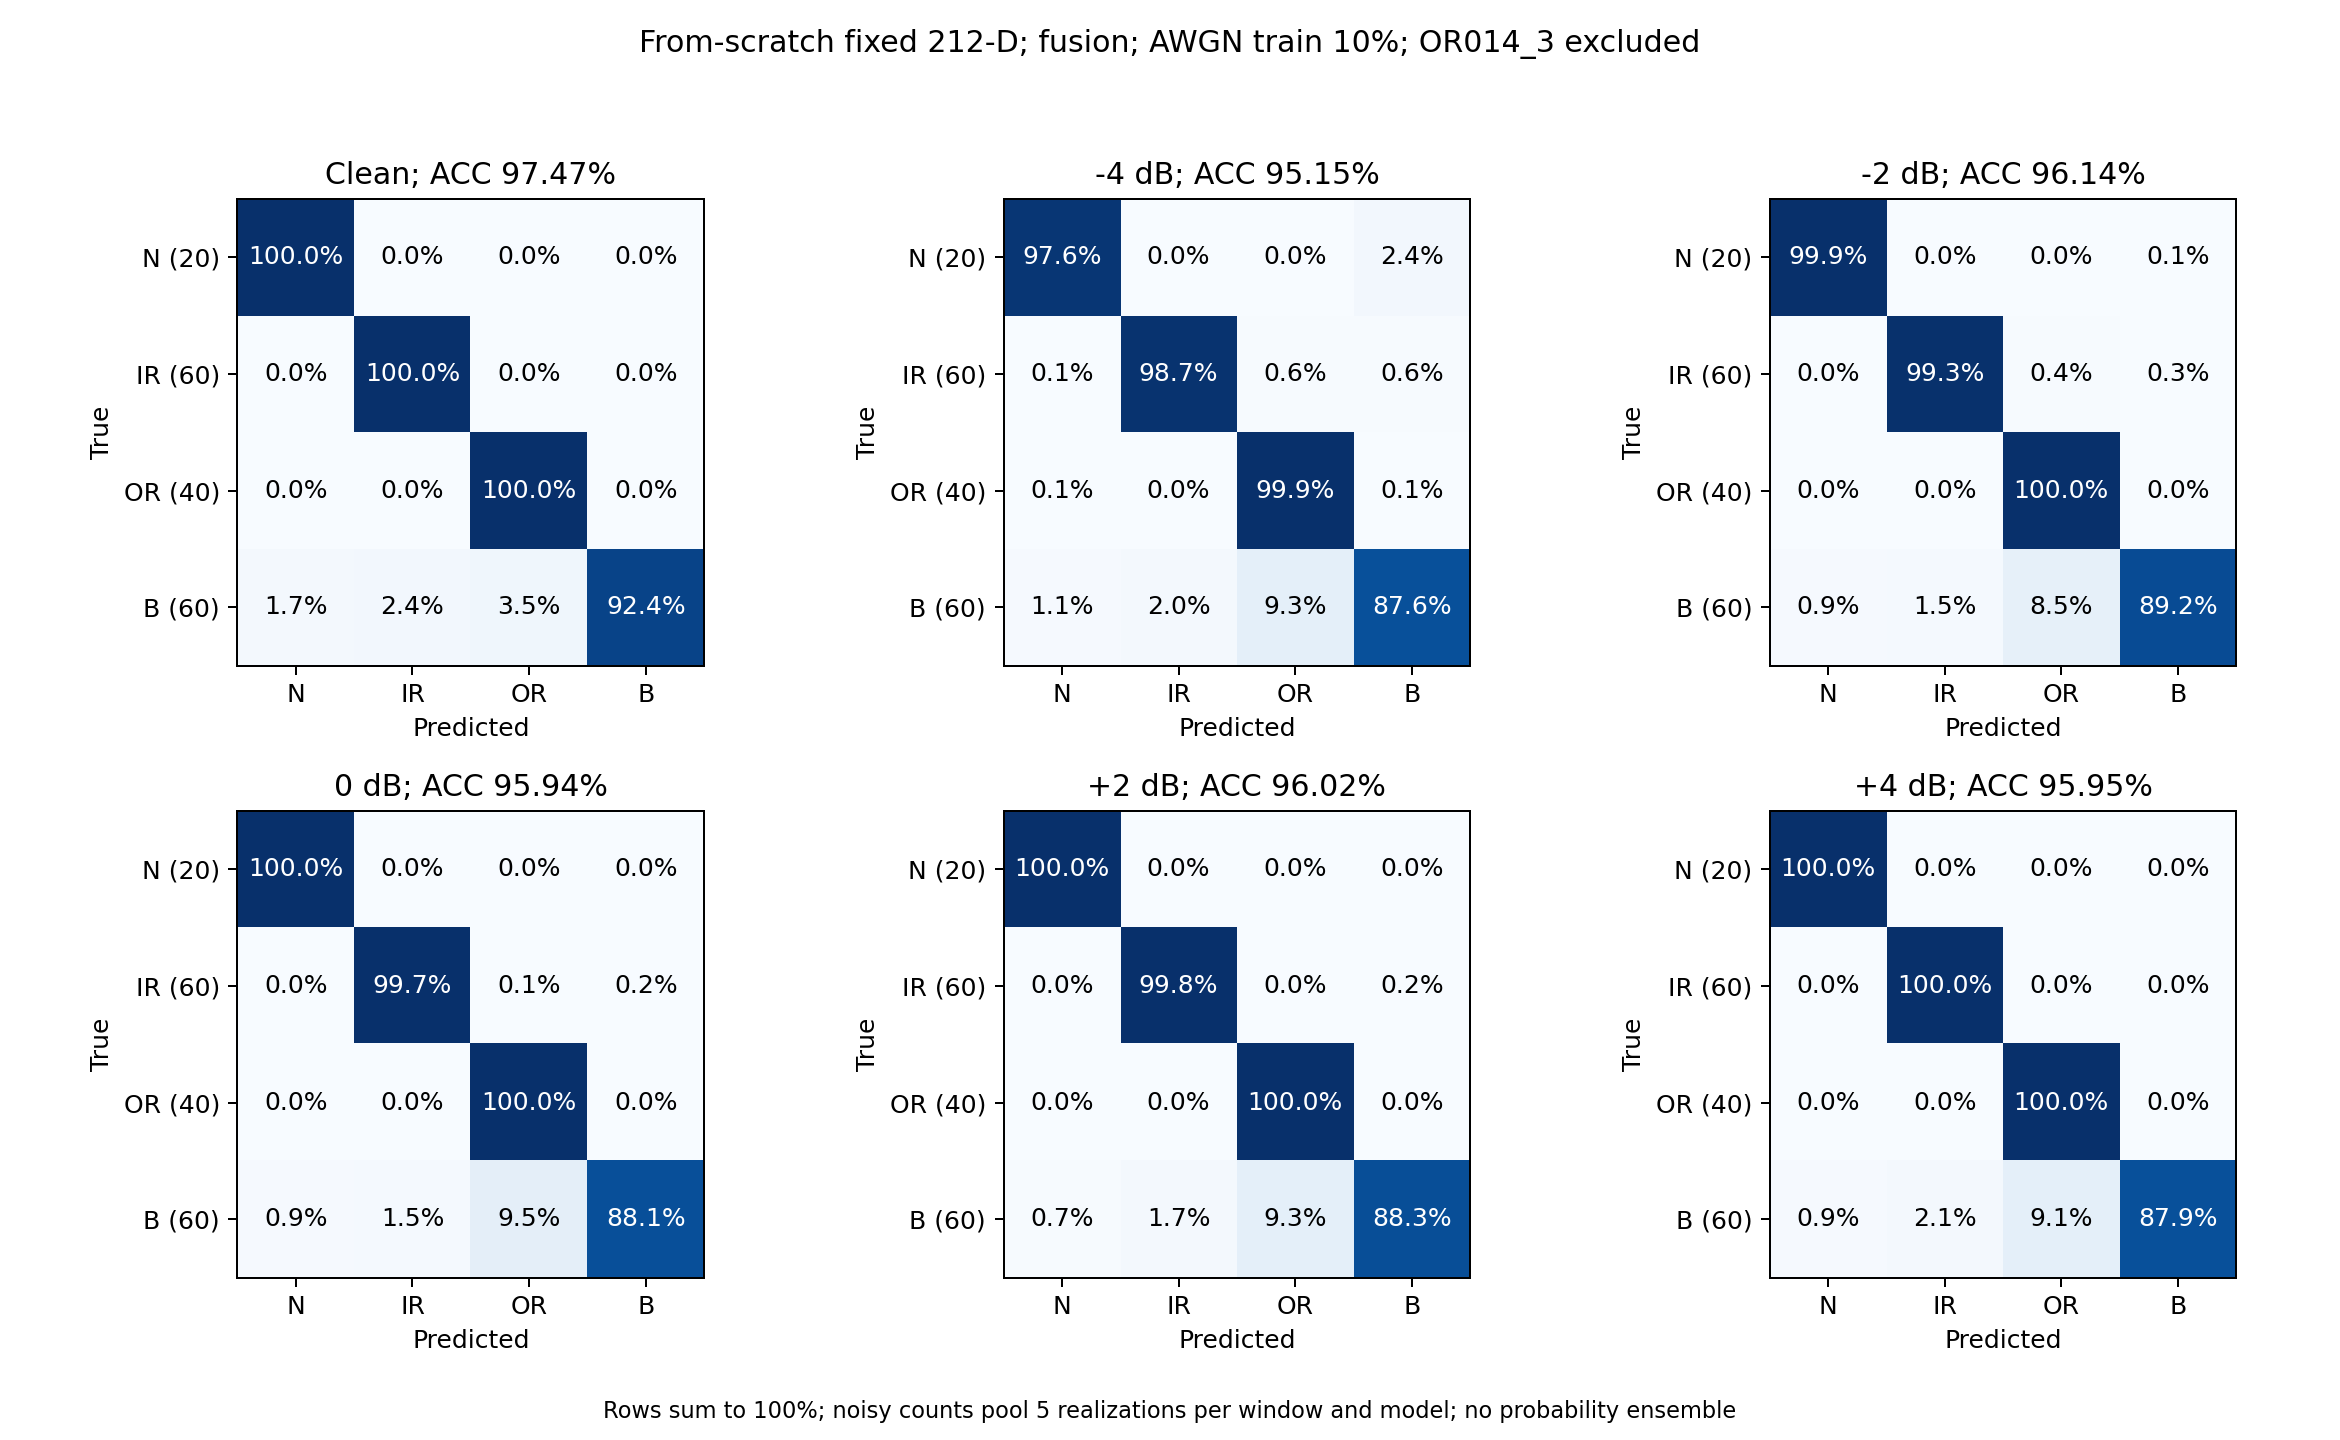 From-scratch fixed 212-D; fusion; AWGN train 10%; OR014_3 excluded
Clean; ACC 97.47%
True
N (20) 100.0% 0.0% 0.0% 0.0%
IR (60) 0.0% 100.0% 0.0% 0.0%
OR (40) 0.0% 0.0% 100.0% 0.0%
B (60) 1.7% 2.4% 3.5% 92.4%
N IR OR B
Predicted
-4 dB; ACC 95.15%
True
N (20) 97.6% 0.0% 0.0% 2.4%
IR (60) 0.1% 98.7% 0.6% 0.6%
OR (40) 0.1% 0.0% 99.9% 0.1%
B (60) 1.1% 2.0% 9.3% 87.6%
N IR OR B
Predicted
-2 dB; ACC 96.14%
True
N (20) 99.9% 0.0% 0.0% 0.1%
IR (60) 0.0% 99.3% 0.4% 0.3%
OR (40) 0.0% 0.0% 100.0% 0.0%
B (60) 0.9% 1.5% 8.5% 89.2%
N IR OR B
Predicted
0 dB; ACC 95.94%
True
N (20) 100.0% 0.0% 0.0% 0.0%
IR (60) 0.0% 99.7% 0.1% 0.2%
OR (40) 0.0% 0.0% 100.0% 0.0%
B (60) 0.9% 1.5% 9.5% 88.1%
N IR OR B
Predicted
+2 dB; ACC 96.02%
True
N (20) 100.0% 0.0% 0.0% 0.0%
IR (60) 0.0% 99.8% 0.0% 0.2%
OR (40) 0.0% 0.0% 100.0% 0.0%
B (60) 0.7% 1.7% 9.3% 88.3%
N IR OR B
Predicted
+4 dB; ACC 95.95%
True
N (20) 100.0% 0.0% 0.0% 0.0%
IR (60) 0.0% 100.0% 0.0% 0.0%
OR (40) 0.0% 0.0% 100.0% 0.0%
B (60) 0.9% 2.1% 9.1% 87.9%
N IR OR B
Predicted
Rows sum to 100%; noisy counts pool 5 realizations per window and model; no probability ensemble